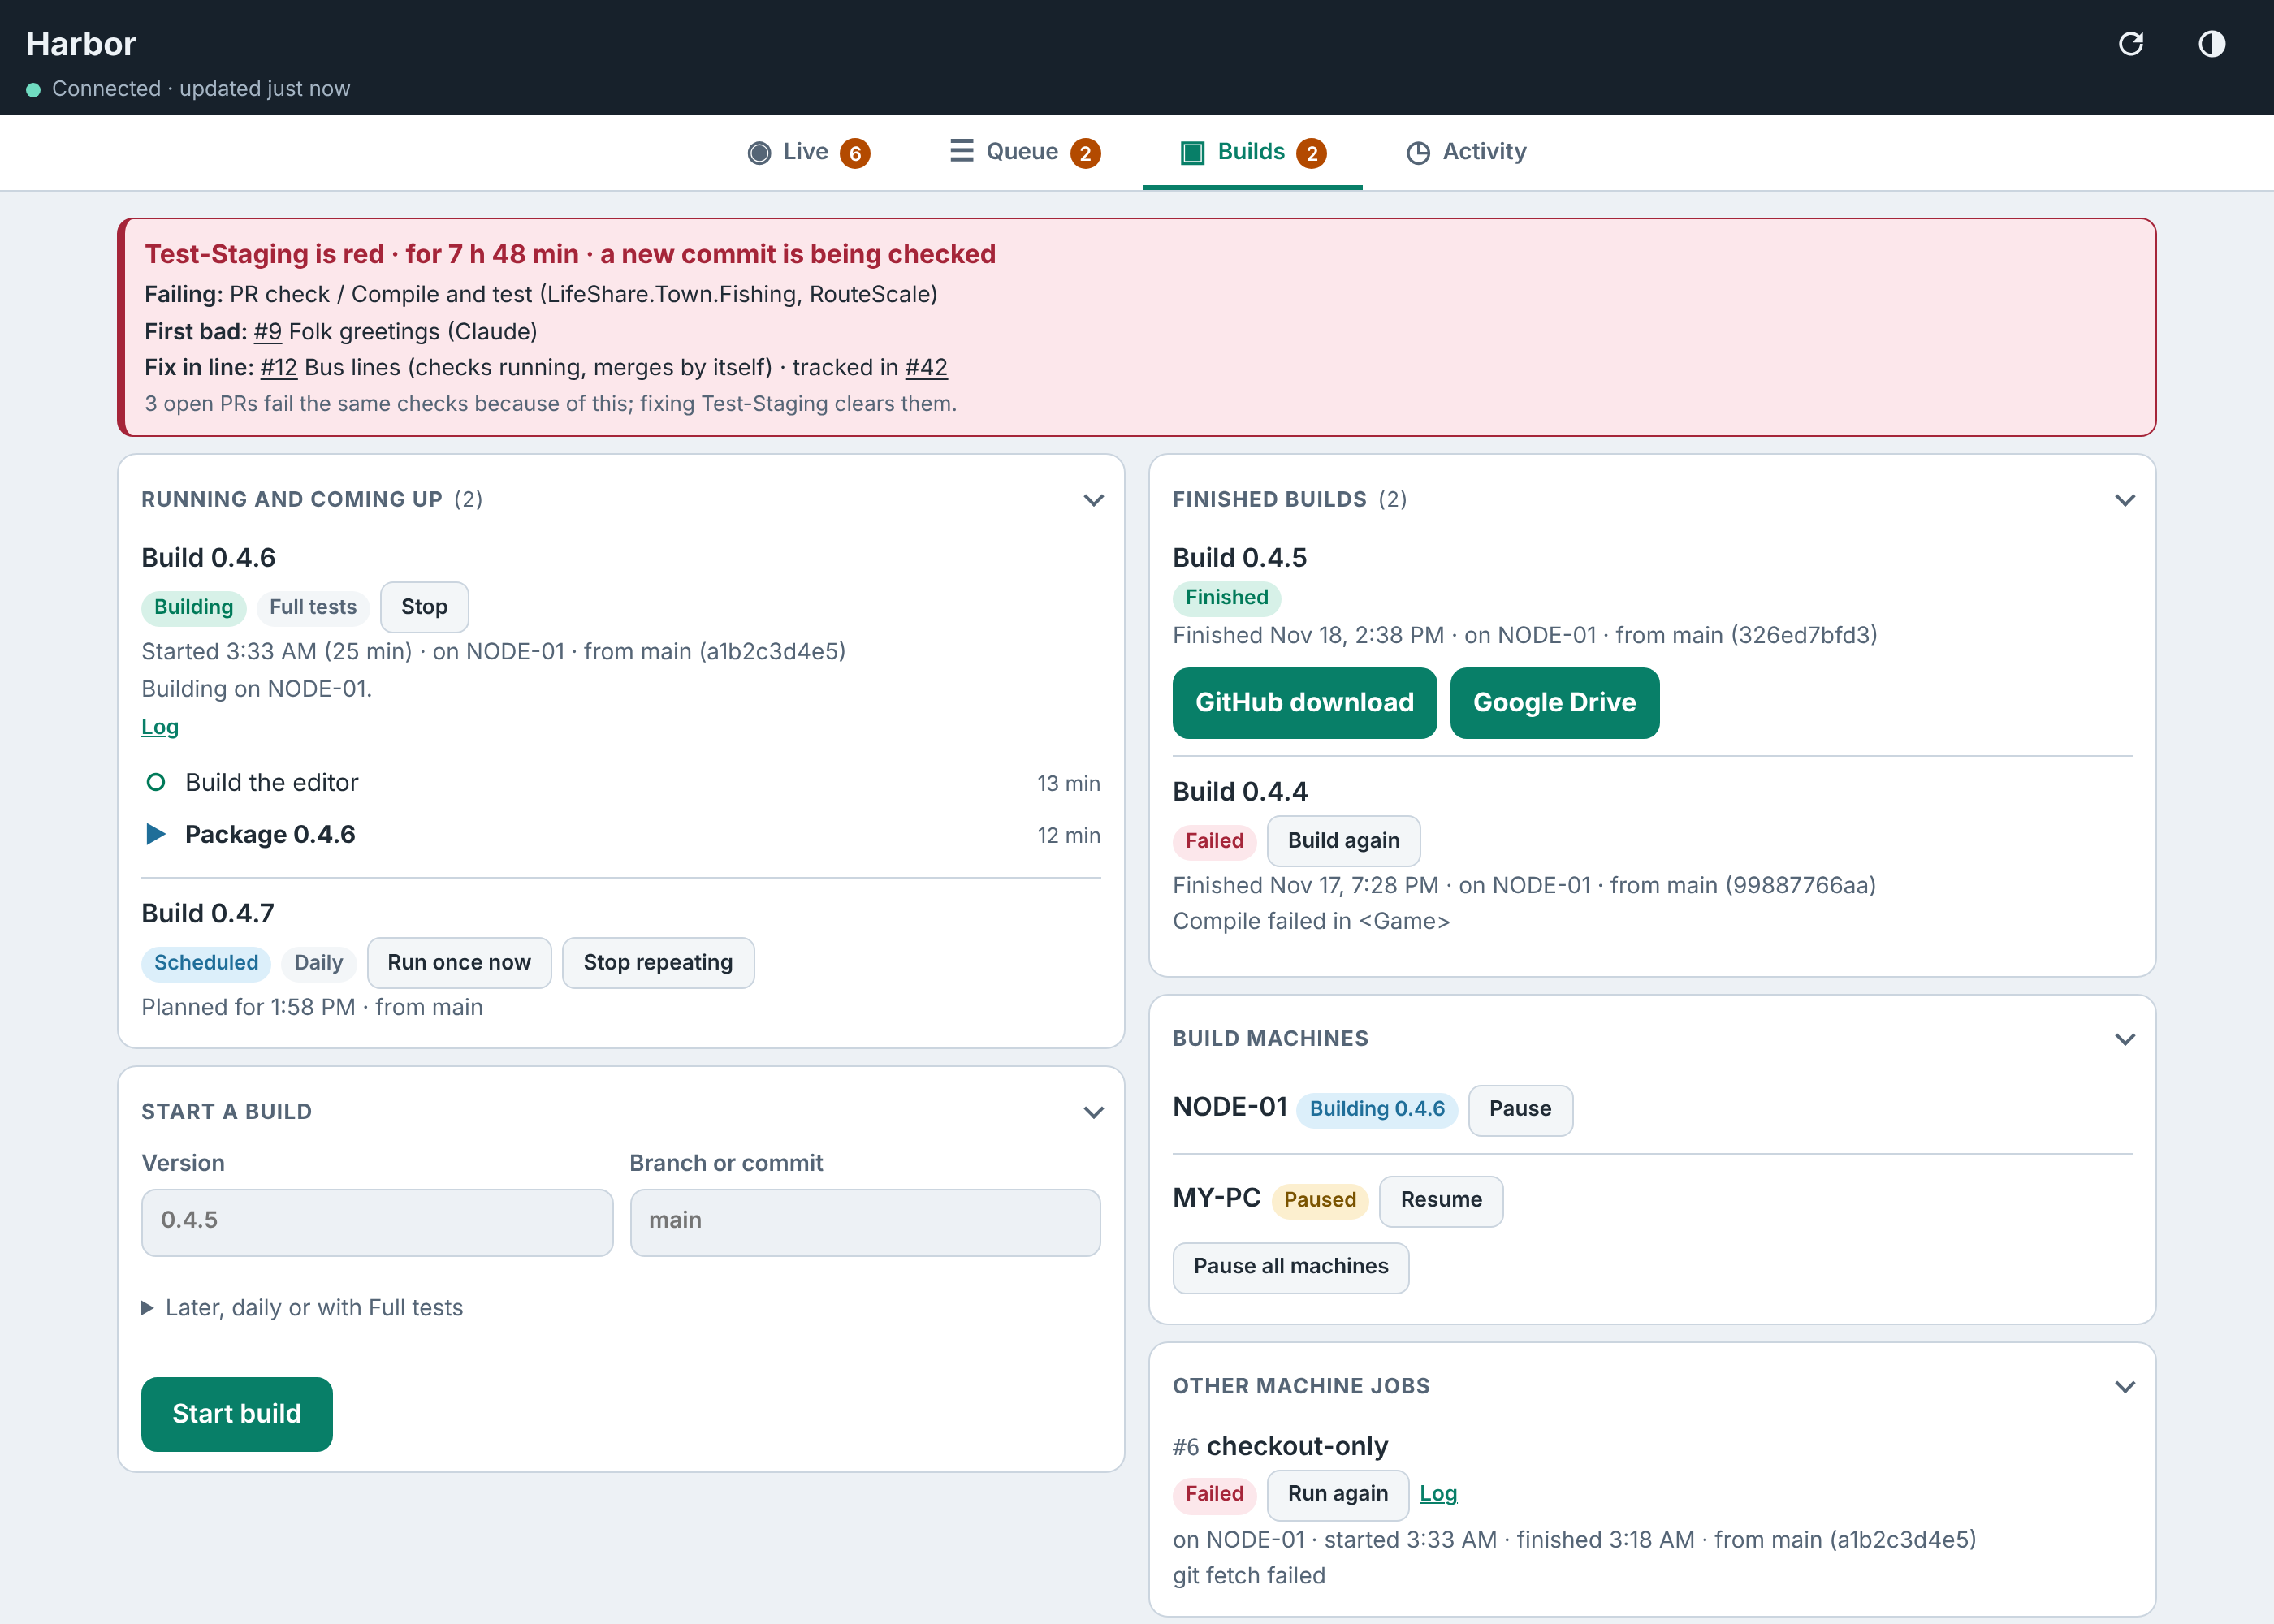 Harbor
Connected · updated just now
Live 6
Queue 2
Builds 2
Activity
Test-Staging is red · for 7 h 48 min · a new commit is being checked
Failing: PR check / Compile and test (LifeShare.Town.Fishing, RouteScale)
First bad: #9 Folk greetings (Claude)
Fix in line: #12 Bus lines (checks running, merges by itself) · tracked in #42
3 open PRs fail the same checks because of this; fixing Test-Staging clears them.
RUNNING AND COMING UP (2)
Build 0.4.6
Building Full tests Stop
Started 3:33 AM (25 min) · on NODE-01 · from main (a1b2c3d4e5)
Building on NODE-01.
Log
Build the editor 13 min
Package 0.4.6 12 min
Build 0.4.7
Scheduled Daily Run once now Stop repeating
Planned for 1:58 PM · from main
START A BUILD
Version Branch or commit
0.4.5 main
Later, daily or with Full tests
Start build
FINISHED BUILDS (2)
Build 0.4.5
Finished
Finished Nov 18, 2:38 PM · on NODE-01 · from main (326ed7bfd3)
GitHub download Google Drive
Build 0.4.4
Failed Build again
Finished Nov 17, 7:28 PM · on NODE-01 · from main (99887766aa)
Compile failed in <Game>
BUILD MACHINES
NODE-01 Building 0.4.6 Pause
MY-PC Paused Resume
Pause all machines
OTHER MACHINE JOBS
#6 checkout-only
Failed Run again Log
on NODE-01 · started 3:33 AM · finished 3:18 AM · from main (a1b2c3d4e5)
git fetch failed